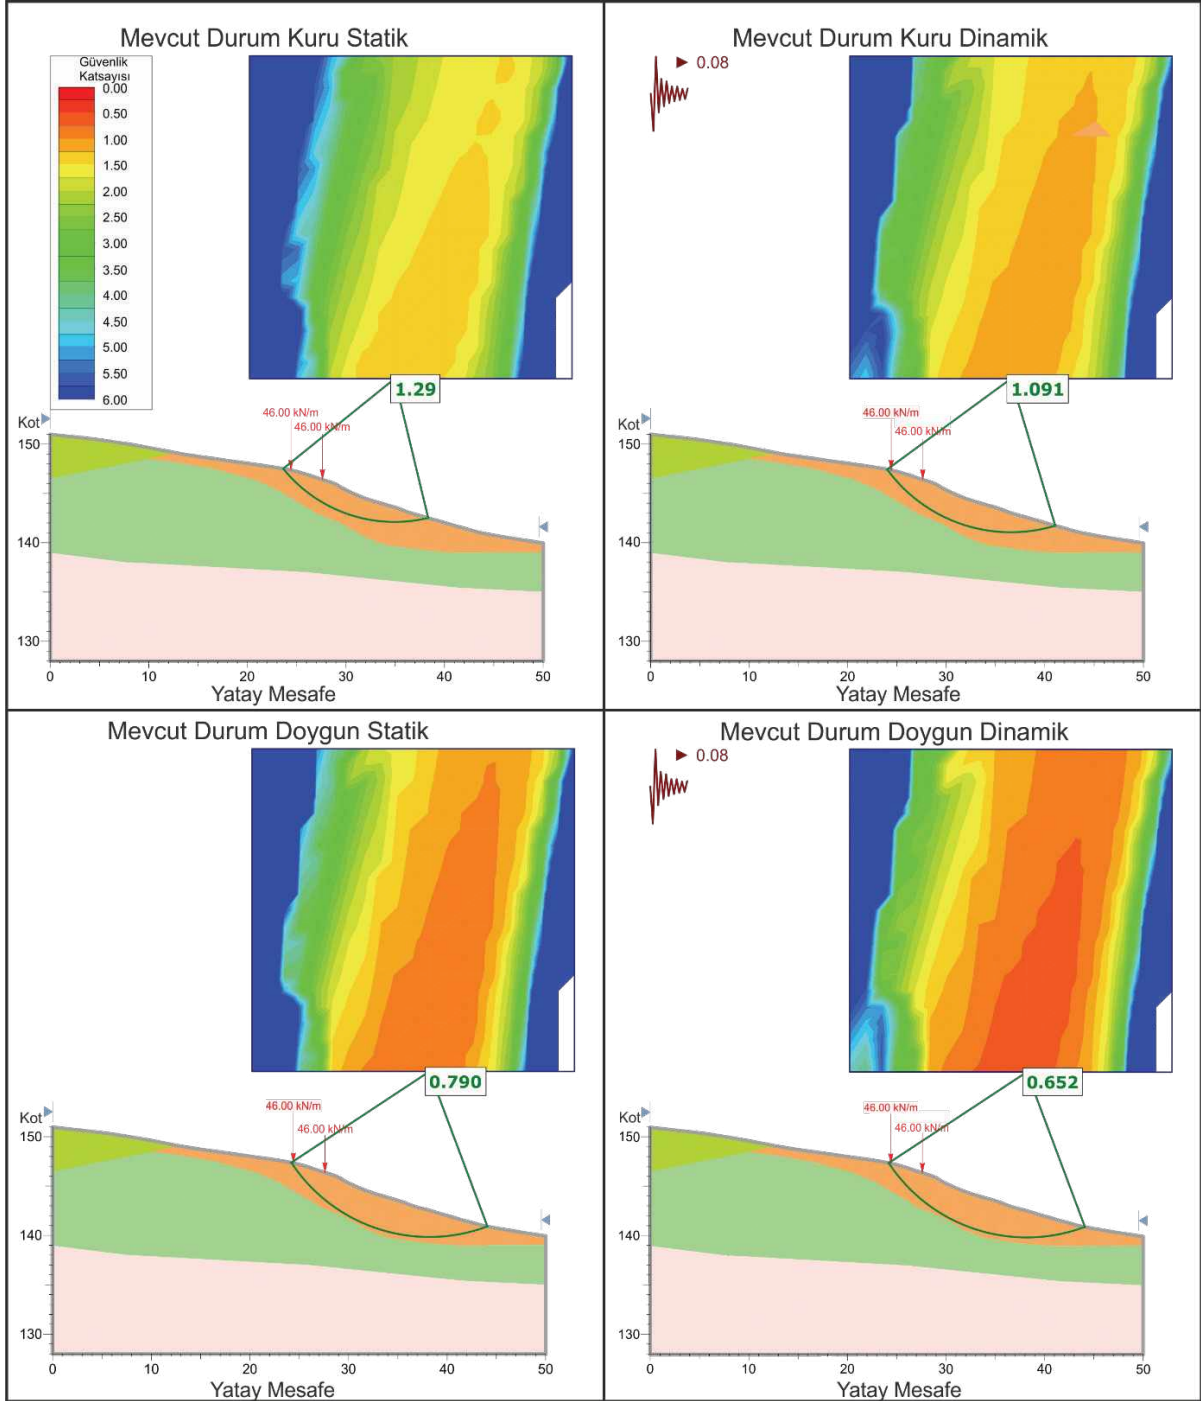 Mevcut Durum Kuru Statik
Güvenlik
Katsayısı
0.00
0.50
1.00
1.50
2.00
2.50
3.00
3.50
4.00
4.50
5.00
5.50
6.00
1.29
46.00 kN/m
46.00 kN/m
Kot
150
140
130
0 10 20 30 40 50
Yatay Mesafe
Mevcut Durum Kuru Dinamik
0.08
1.091
46.00 kN/m
46.00 kN/m
Kot
150
140
130
0 10 20 30 40 50
Yatay Mesafe
Mevcut Durum Doygun Statik
0.790
46.00 kN/m
46.00 kN/m
Kot
150
140
130
0 10 20 30 40 50
Yatay Mesafe
Mevcut Durum Doygun Dinamik
0.08
0.652
46.00 kN/m
46.00 kN/m
Kot
150
140
130
0 10 20 30 40 50
Yatay Mesafe